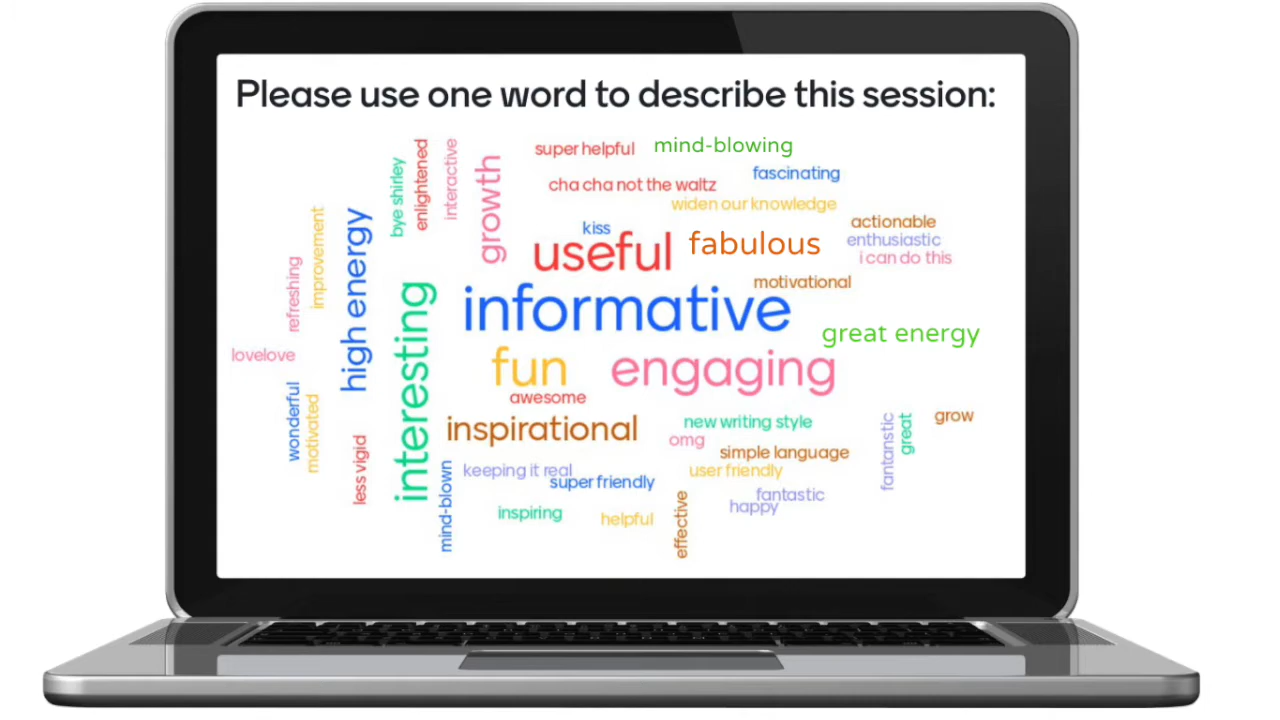 Please use one word to describe this session:
super helpful
mind-blowing
fascinating
cha cha not the waltz
widen our knowledge
bye shirley
enlightened
interactive
growth
kiss
useful
fabulous
actionable
enthusiastic
i can do this
motivational
refreshing
improvement
high energy
interesting
informative
great energy
lovelove
fun
engaging
awesome
wonderful
motivated
inspirational
new writing style
omg
simple language
user friendly
fantanstic
great
grow
less vigid
mind-blown
keeping it real
super friendly
fantastic
happy
inspiring
helpful
effective